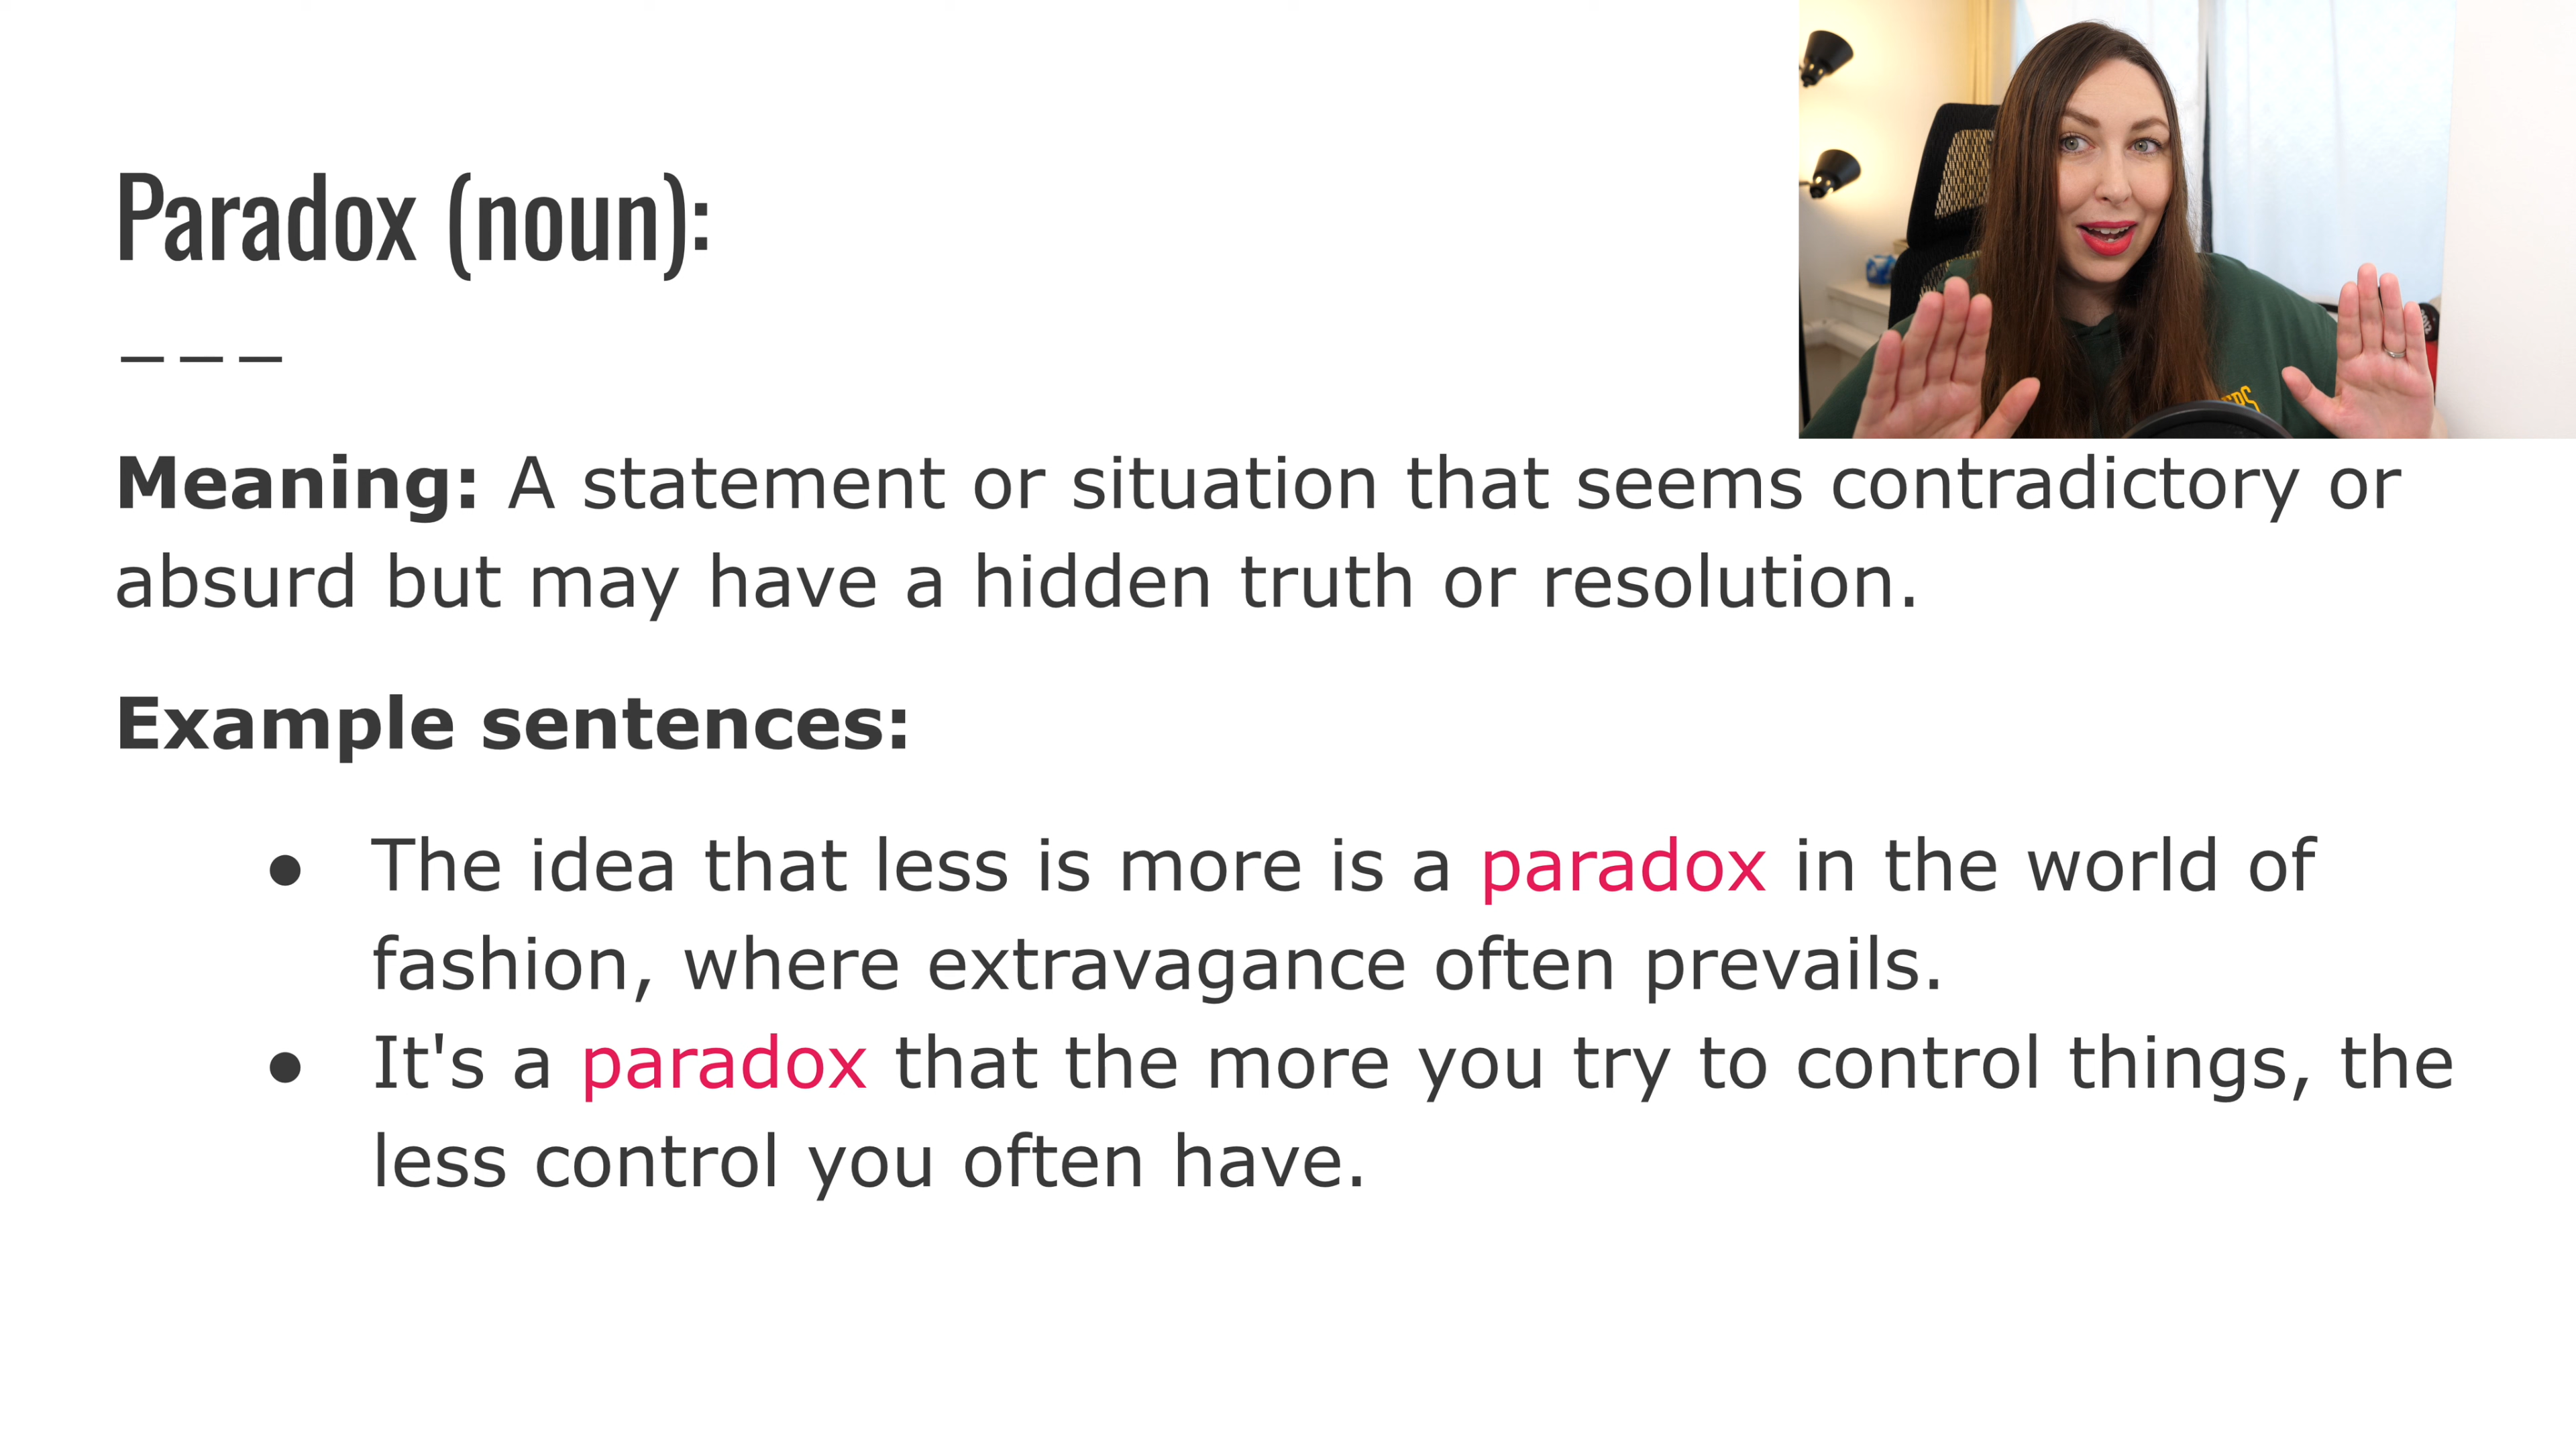 Paradox (noun):
Meaning: A statement or situation that seems contradictory or
absurd but may have a hidden truth or resolution.
Example sentences:
● The idea that less is more is a paradox in the world of
fashion, where extravagance often prevails.
● It's a paradox that the more you try to control things, the
less control you often have.